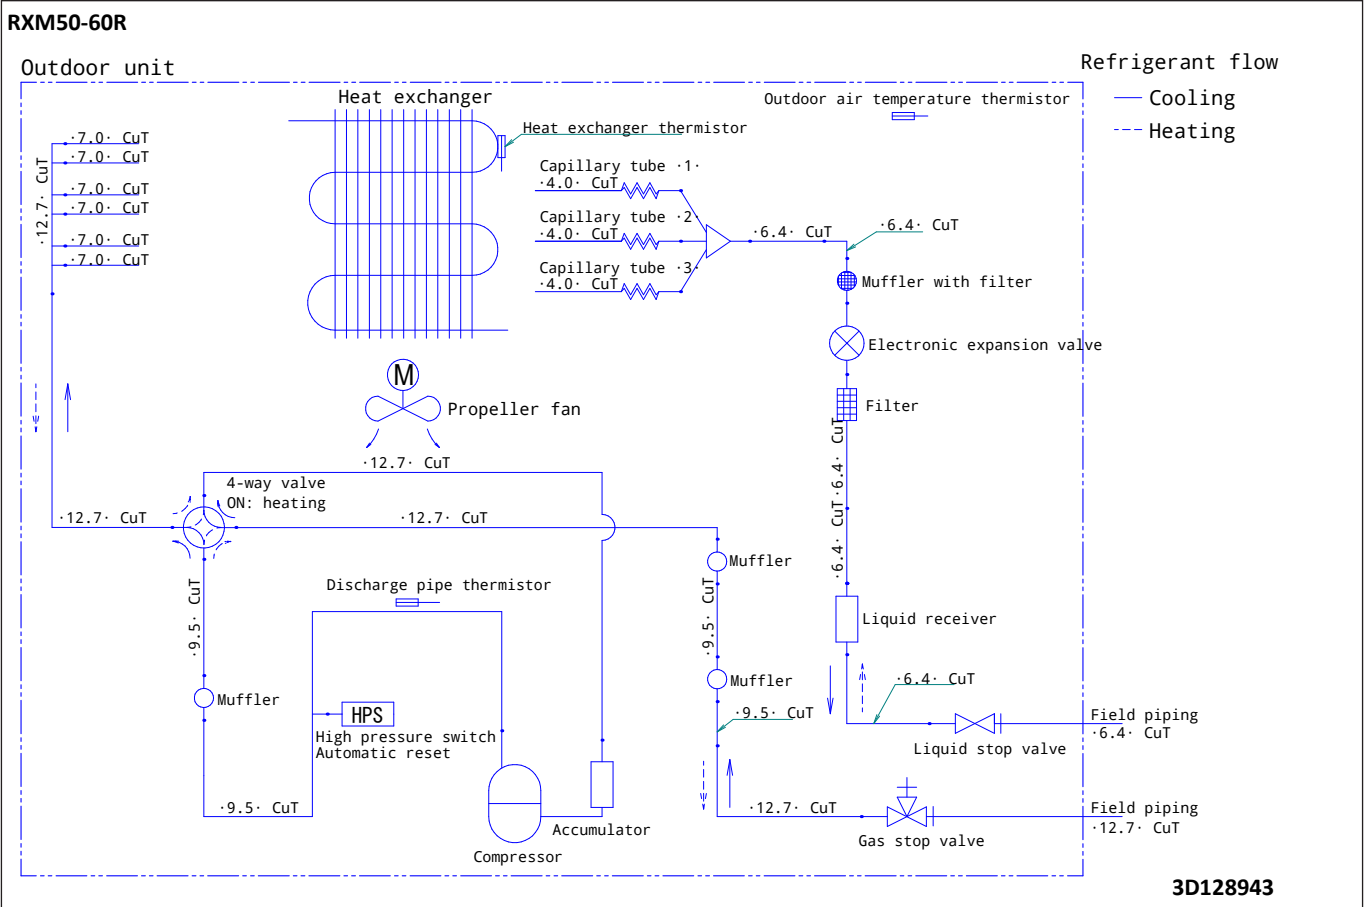 RXM50-60R
Outdoor unit
Refrigerant flow
Cooling
Heating
Heat exchanger
Outdoor air temperature thermistor
Heat exchanger thermistor
·7.0· CuT
·7.0· CuT
·7.0· CuT
·7.0· CuT
·7.0· CuT
·7.0· CuT
·12.7· CuT
Capillary tube ·1·
·4.0· CuT
Capillary tube ·2·
·4.0· CuT
Capillary tube ·3·
·4.0· CuT
·6.4· CuT
·6.4· CuT
Muffler with filter
Electronic expansion valve
Filter
M
Propeller fan
·12.7· CuT
4-way valve
ON: heating
·12.7· CuT
·12.7· CuT
·6.4· CuT
·6.4· CuT
Muffler
Discharge pipe thermistor
·9.5· CuT
·9.5· CuT
Liquid receiver
Muffler
Muffler
·6.4· CuT
·9.5· CuT
HPS
High pressure switch
Automatic reset
Field piping
·6.4· CuT
Liquid stop valve
·9.5· CuT
·12.7· CuT
Field piping
·12.7· CuT
Accumulator
Gas stop valve
Compressor
3D128943